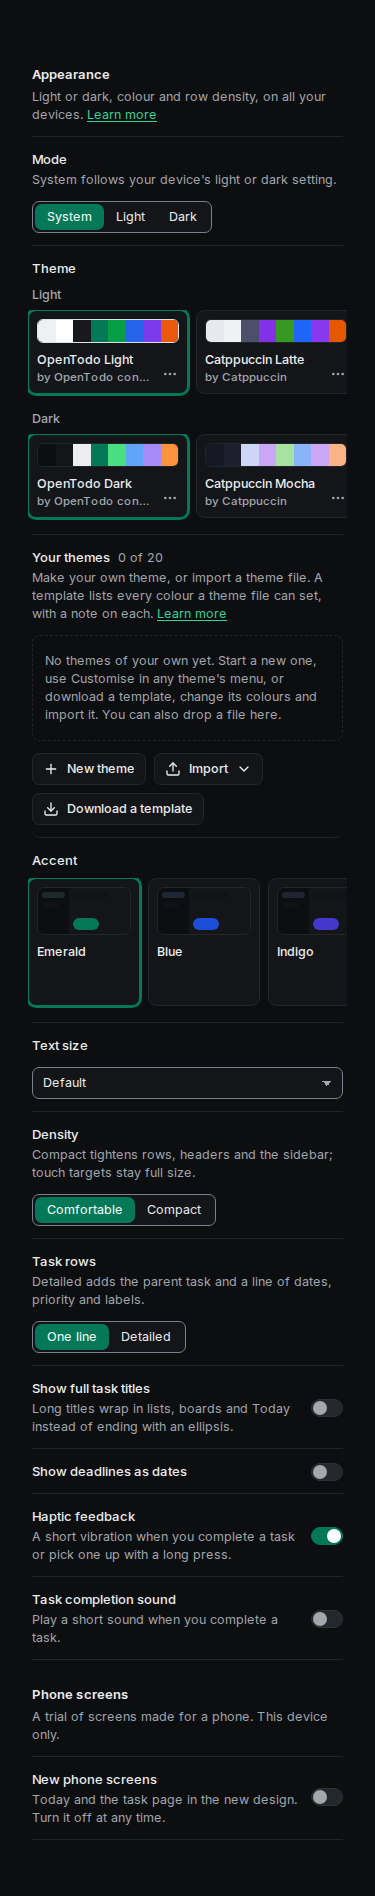 Appearance
Light or dark, colour and row density, on all your
devices. Learn more
Mode
System follows your device's light or dark setting.
System Light Dark
Theme
Light
OpenTodo Light Catppuccin Latte
by OpenTodo con... ... by Catppuccin ...
Dark
OpenTodo Dark Catppuccin Mocha
by OpenTodo con... ... by Catppuccin ...
Your themes 0 of 20
Make your own theme, or import a theme file. A
template lists every colour a theme file can set,
with a note on each. Learn more
No themes of your own yet. Start a new one,
use Customise in any theme's menu, or
download a template, change its colours and
import it. You can also drop a file here.
New theme Import
Download a template
Accent
Emerald Blue Indigo
Text size
Default
Density
Compact tightens rows, headers and the sidebar;
touch targets stay full size.
Comfortable Compact
Task rows
Detailed adds the parent task and a line of dates,
priority and labels.
One line Detailed
Show full task titles
Long titles wrap in lists, boards and Today
instead of ending with an ellipsis.
Show deadlines as dates
Haptic feedback
A short vibration when you complete a task
or pick one up with a long press.
Task completion sound
Play a short sound when you complete a
task.
Phone screens
A trial of screens made for a phone. This device
only.
New phone screens
Today and the task page in the new design.
Turn it off at any time.